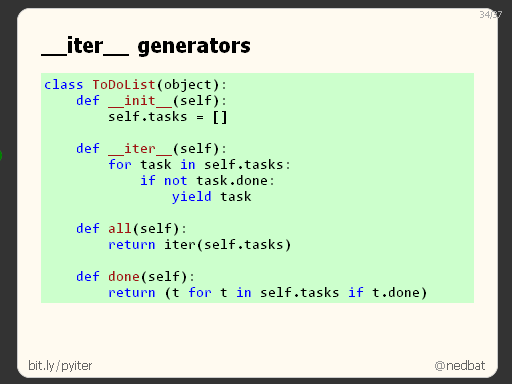 34/37
__iter__ generators
class ToDoList(object):
    def __init__(self):
        self.tasks = []
    def __iter__(self):
        for task in self.tasks:
            if not task.done:
                yield task
    def all(self):
        return iter(self.tasks)
    def done(self):
        return (t for t in self.tasks if t.done)
bit.ly/pyiter
@nedbat